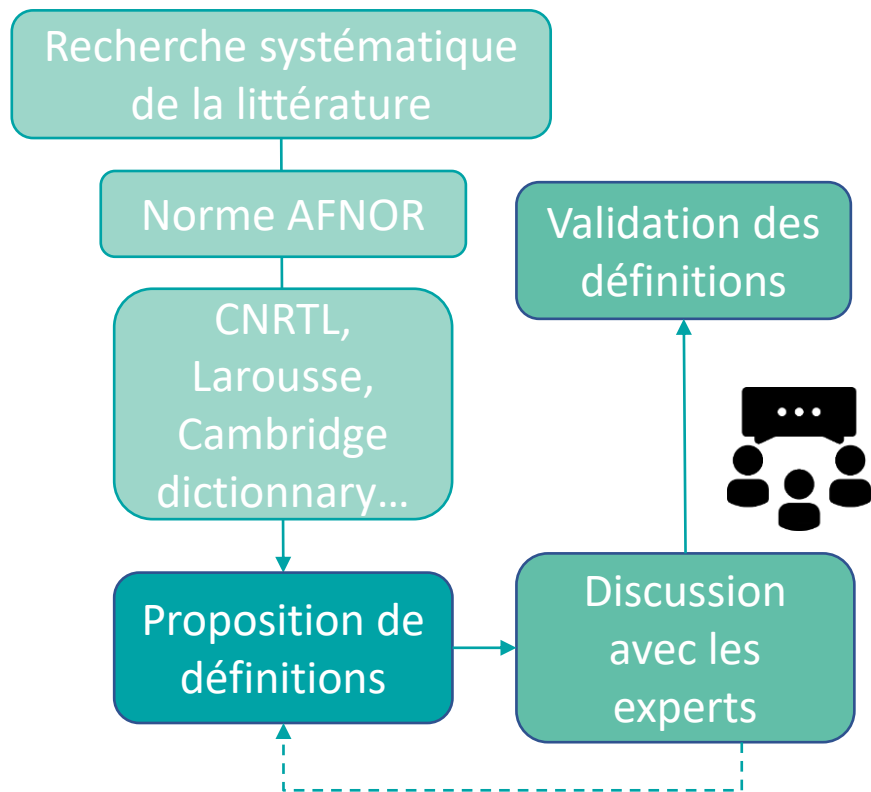 Recherche systématique
de la littérature
Norme AFNOR
CNRTL,
Larousse,
Cambridge
dictionnary...
Proposition de
définitions
Discussion
avec les
experts
Validation des
définitions